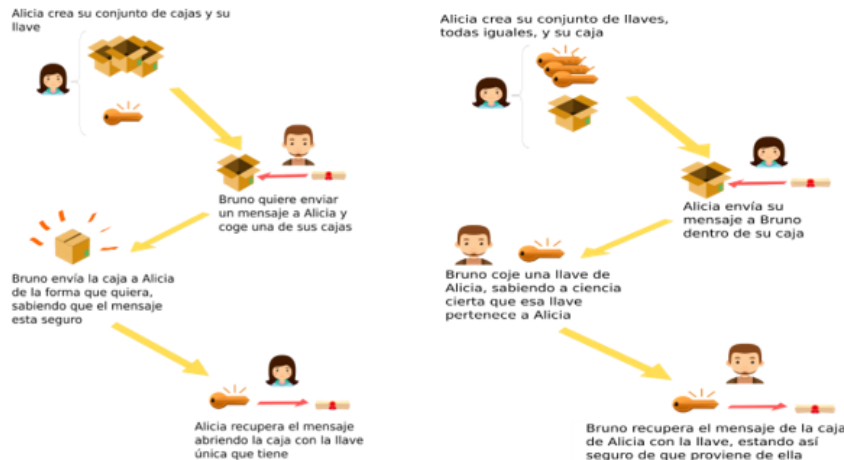 Alicia crea su conjunto de cajas y su
llave
Bruno quiere enviar
un mensaje a Alicia y
coge una de sus cajas
Bruno envía la caja a Alicia
de la forma que quiera,
sabiendo que el mensaje
esta seguro
Alicia recupera el mensaje
abriendo la caja con la llave
única que tiene
Alicia crea su conjunto de llaves,
todas iguales, y su caja
Alicia envía su
mensaje a Bruno
dentro de su caja
Bruno coje una llave de
Alicia, sabiendo a ciencia
cierta que esa llave
pertenece a Alicia
Bruno recupera el mensaje de la caja
de Alicia con la llave, estando así
seguro de que proviene de ella